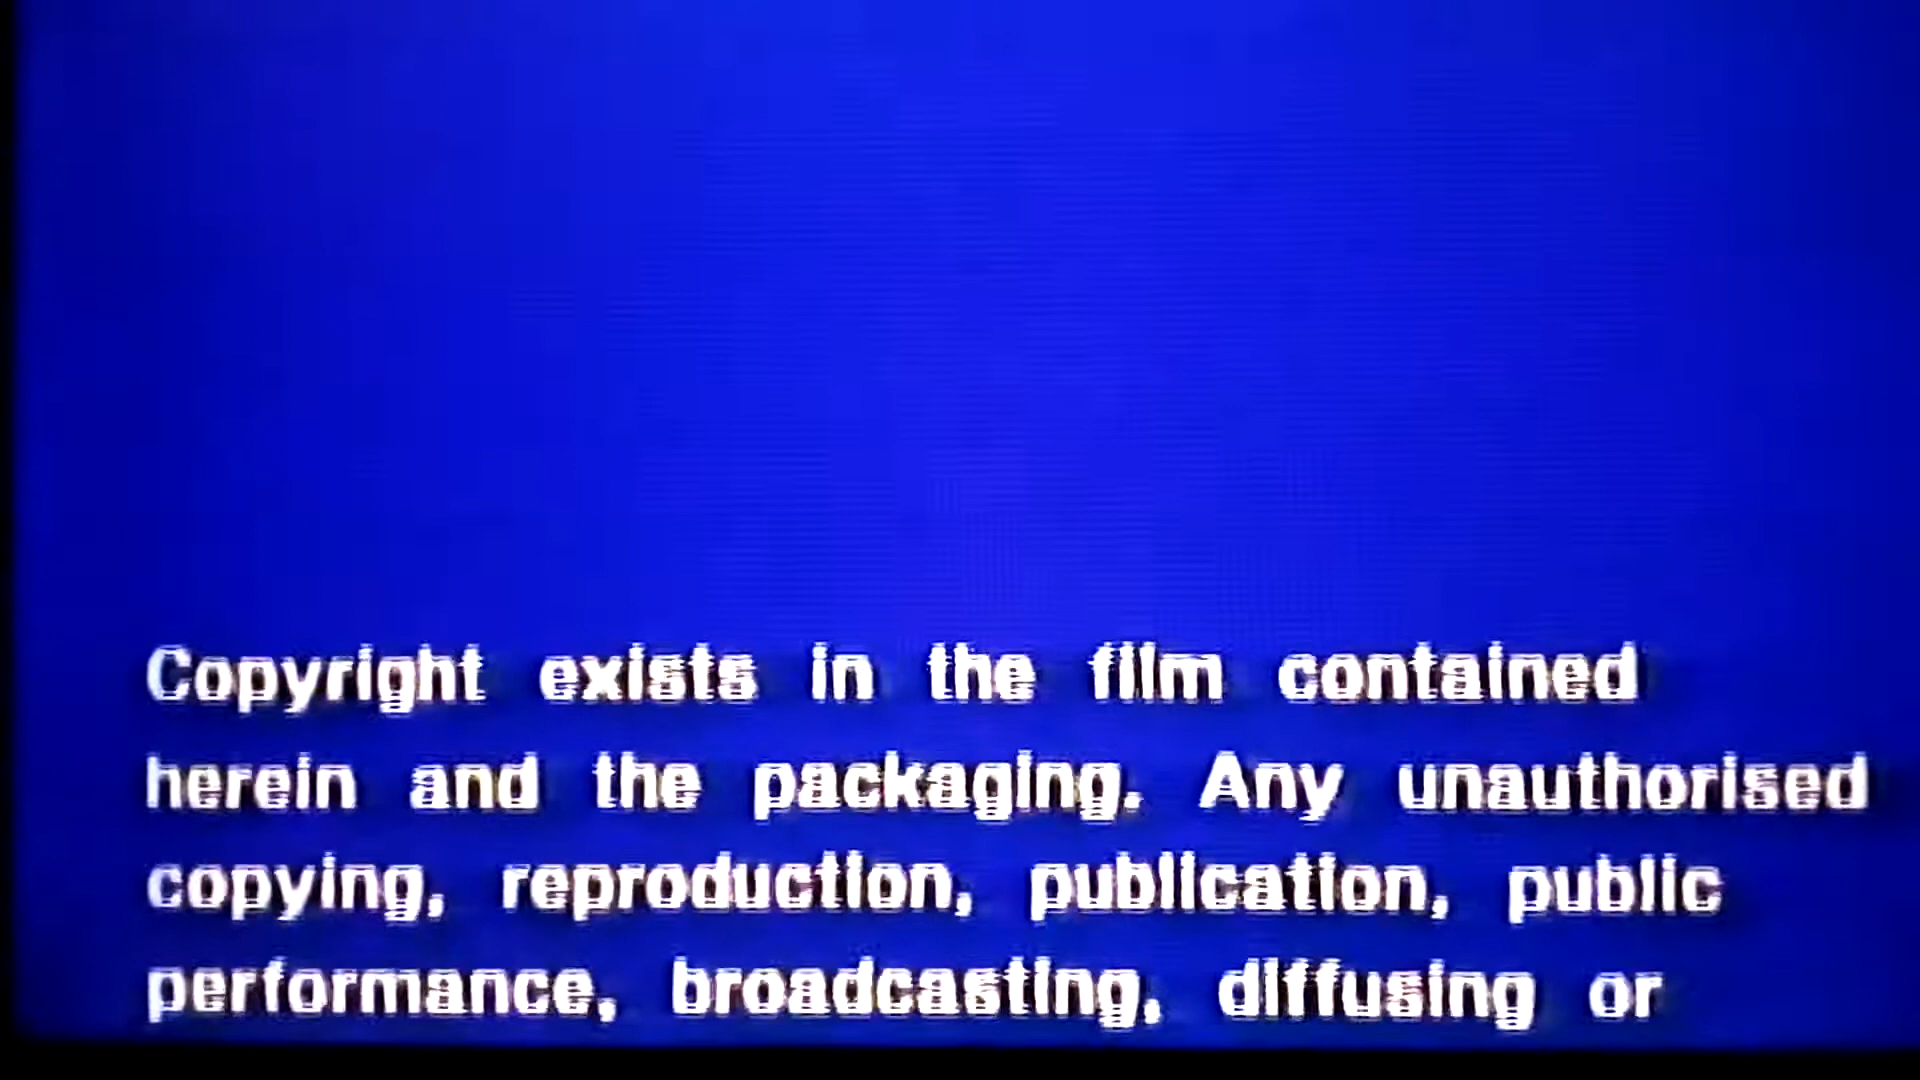 Copyright exists in the film contained
herein and the packaging. Any unauthorised
copying, reproduction, publication, public
performance, broadcasting, diffusing or